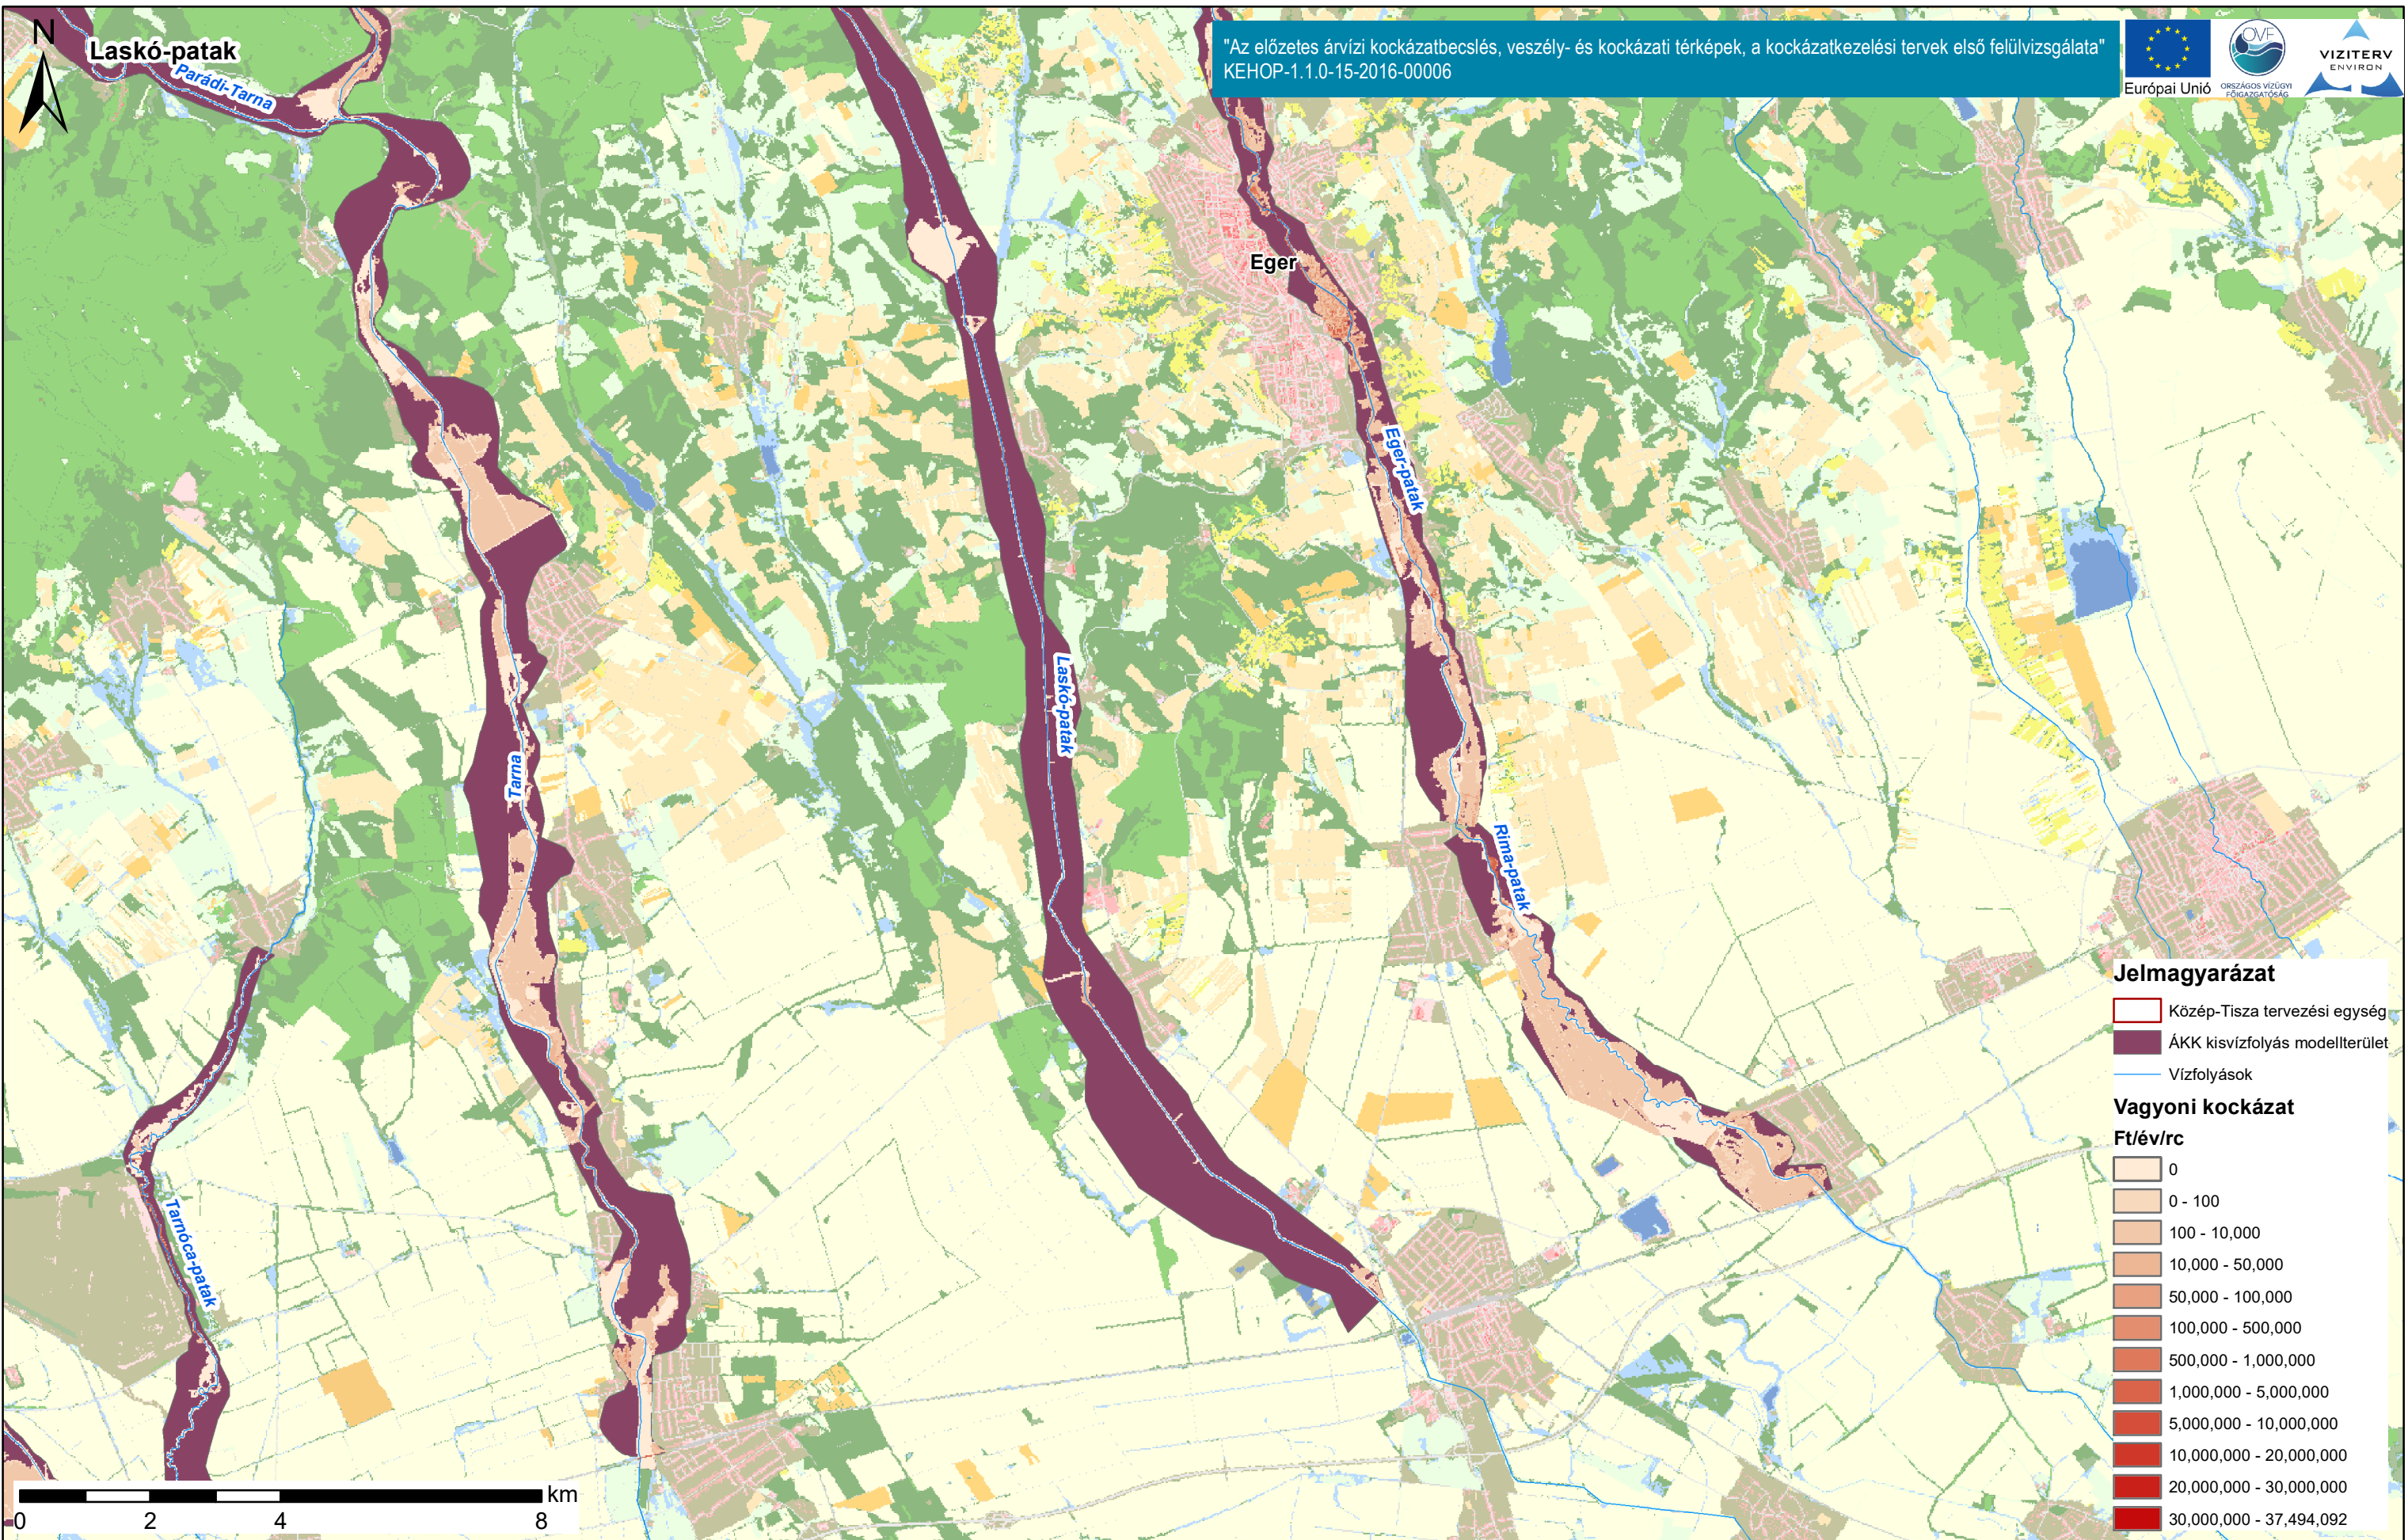 N
Laskó-patak
"Az előzetes árvízi kockázatbecslés, veszély- és kockázati térképek, a kockázatkezelési tervek első felülvizsgálata"
KEHOP-1.1.0-15-2016-00006
Európai Unió
OVF
ORSZÁGOS VÍZÜGYI
FŐIGAZGATÓSÁG
VIZITERV
ENVIRON
Parádi-Tarna
Eger
Eger-patak
Laskó-patak
Tarna
Rima-patak
Tarnóca-patak
Jelmagyarázat
Közép-Tisza tervezési egység
ÁKK kisvízfolyás modellterület
Vízfolyások
Vagyoni kockázat
Ft/év/rc
0
0 - 100
100 - 10,000
10,000 - 50,000
50,000 - 100,000
100,000 - 500,000
500,000 - 1,000,000
1,000,000 - 5,000,000
5,000,000 - 10,000,000
10,000,000 - 20,000,000
20,000,000 - 30,000,000
30,000,000 - 37,494,092
km
0 2 4 8